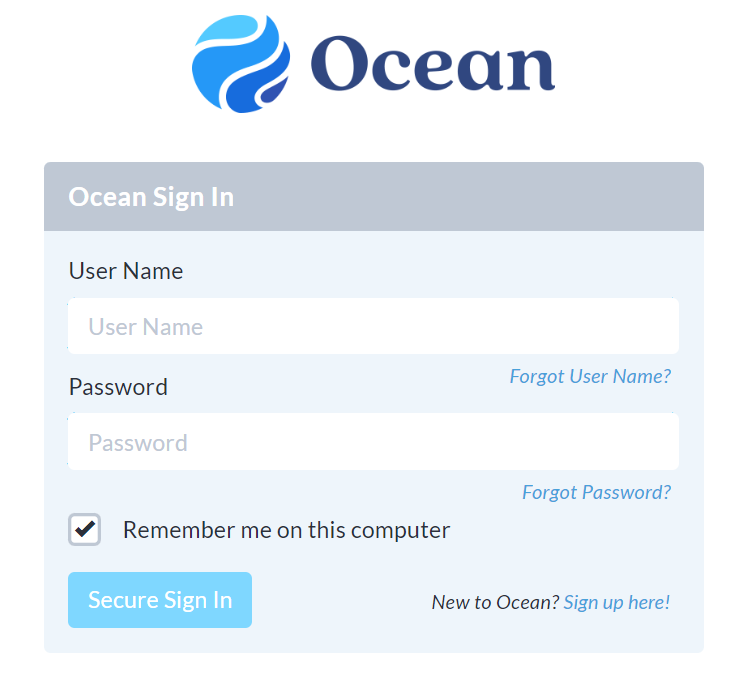 Ocean
Ocean Sign In
User Name
User Name
Forgot User Name?
Password
Password
Forgot Password?
Remember me on this computer
Secure Sign In
New to Ocean? Sign up here!